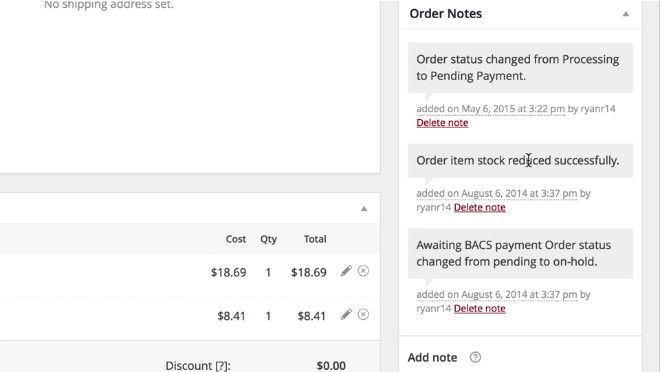 No shipping address set.
Cost Qty Total
$18.69 1 $18.69
$8.41 1 $8.41
Discount [?]: $0.00
Order Notes
Order status changed from Processing
to Pending Payment.
added on May 6, 2015 at 3:22 pm by ryanr14
Delete note
Order item stock reduced successfully.
added on August 6, 2014 at 3:37 pm by
ryanr14 Delete note
Awaiting BACS payment Order status
changed from pending to on-hold.
added on August 6, 2014 at 3:37 pm by
ryanr14 Delete note
Add note ?